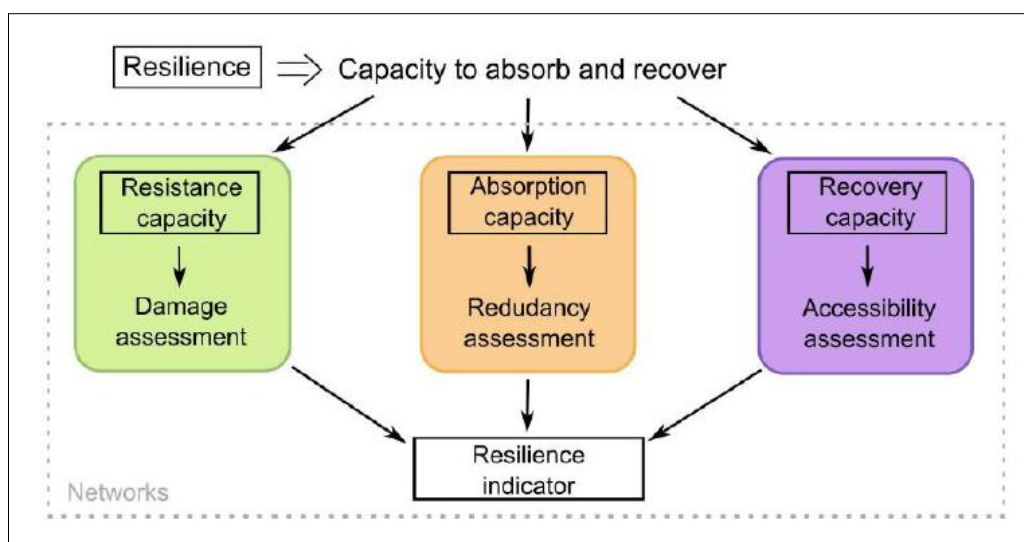 Resilience
Capacity to absorb and recover
Resistance
capacity
Damage
assessment
Absorption
capacity
Redudancy
assessment
Recovery
capacity
Accessibility
assessment
Resilience
indicator
Networks